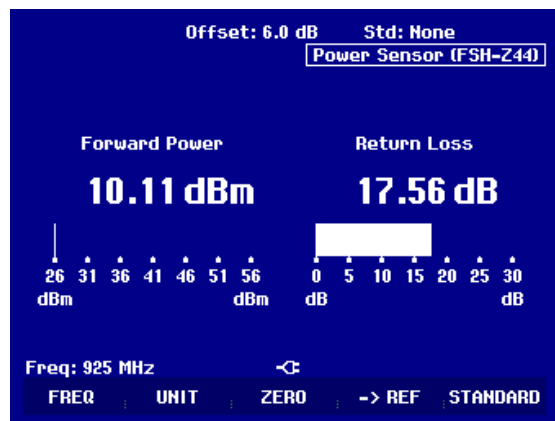 Offset: 6.0 dB Std: None
Power Sensor (FSH-Z44)
Forward Power Return Loss
10.11 dBm 17.56 dB
26 31 36 41 46 51 56 0 5 10 15 20 25 30
dBm dBm dB dB
Freq: 925 MHz
FREQ UNIT ZERO -> REF STANDARD